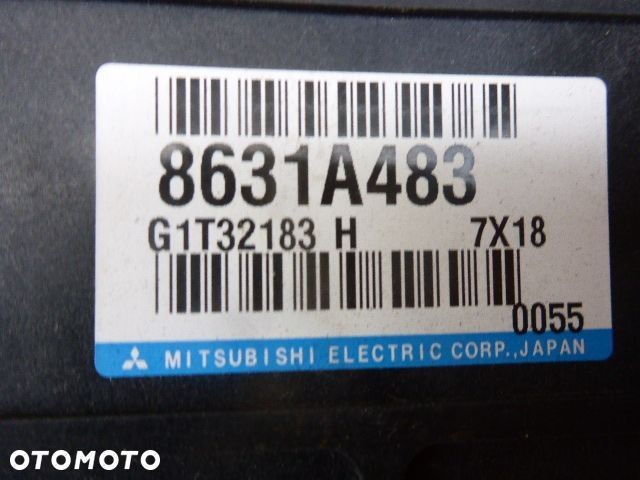 8631A483
G1T32183 H 7X18
0055
MITSUBISHI ELECTRIC CORP., JAPAN
OTOMOTO